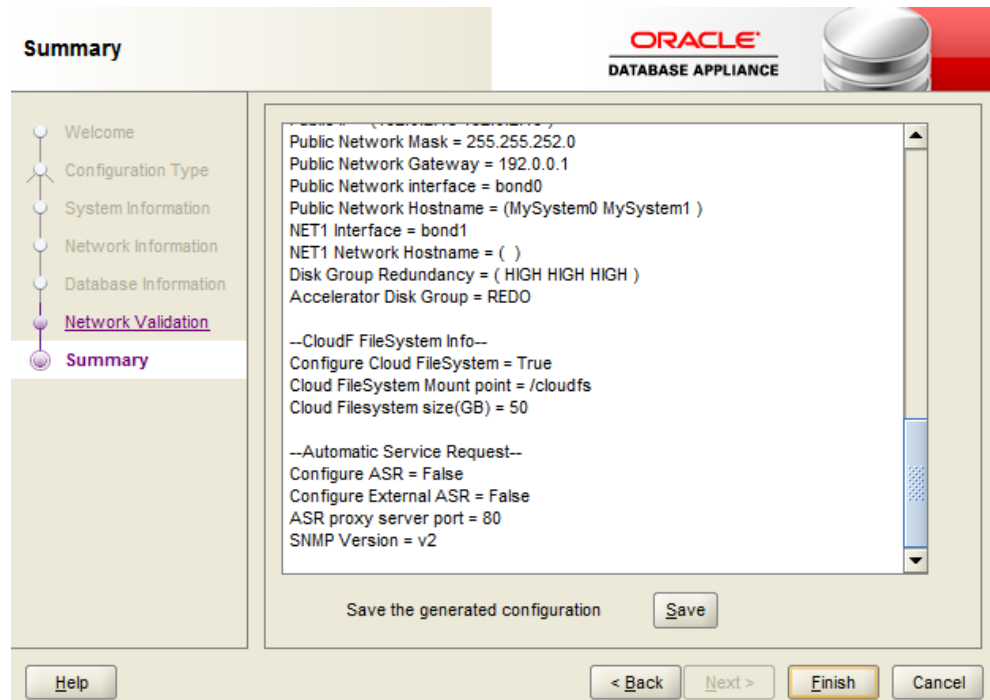 Summary
ORACLE
DATABASE APPLIANCE
Welcome
Configuration Type
System Information
Network Information
Database Information
Network Validation
Summary
Public Network Mask = 255.255.252.0
Public Network Gateway = 192.0.0.1
Public Network interface = bond0
Public Network Hostname = (MySystem0 MySystem1 )
NET1 Interface = bond1
NET1 Network Hostname = ( )
Disk Group Redundancy = ( HIGH HIGH HIGH )
Accelerator Disk Group = REDO
--CloudF FileSystem Info--
Configure Cloud FileSystem = True
Cloud FileSystem Mount point = /cloudfs
Cloud Filesystem size(GB) = 50
--Automatic Service Request--
Configure ASR = False
Configure External ASR = False
ASR proxy server port = 80
SNMP Version = v2
Save the generated configuration
Save
Help
< Back
Next >
Finish
Cancel